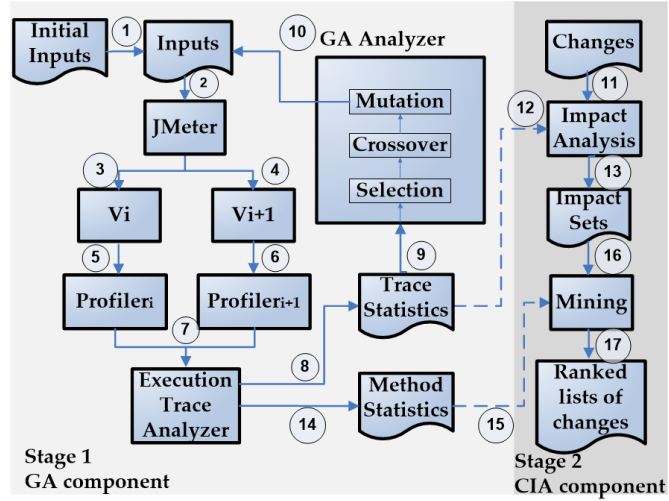 Initial
Inputs
1
Inputs
10
GA Analyzer
Changes
2
11
JMeter
Mutation
12
Impact
Analysis
Crossover
3
4
13
Selection
Vi
Vi+1
Impact
Sets
5
6
9
16
Profileri
Profileri+1
Trace
Statistics
Mining
7
8
17
Execution
Trace
Analyzer
Method
Statistics
Ranked
lists of
changes
14
15
Stage 1
GA component
Stage 2
CIA component